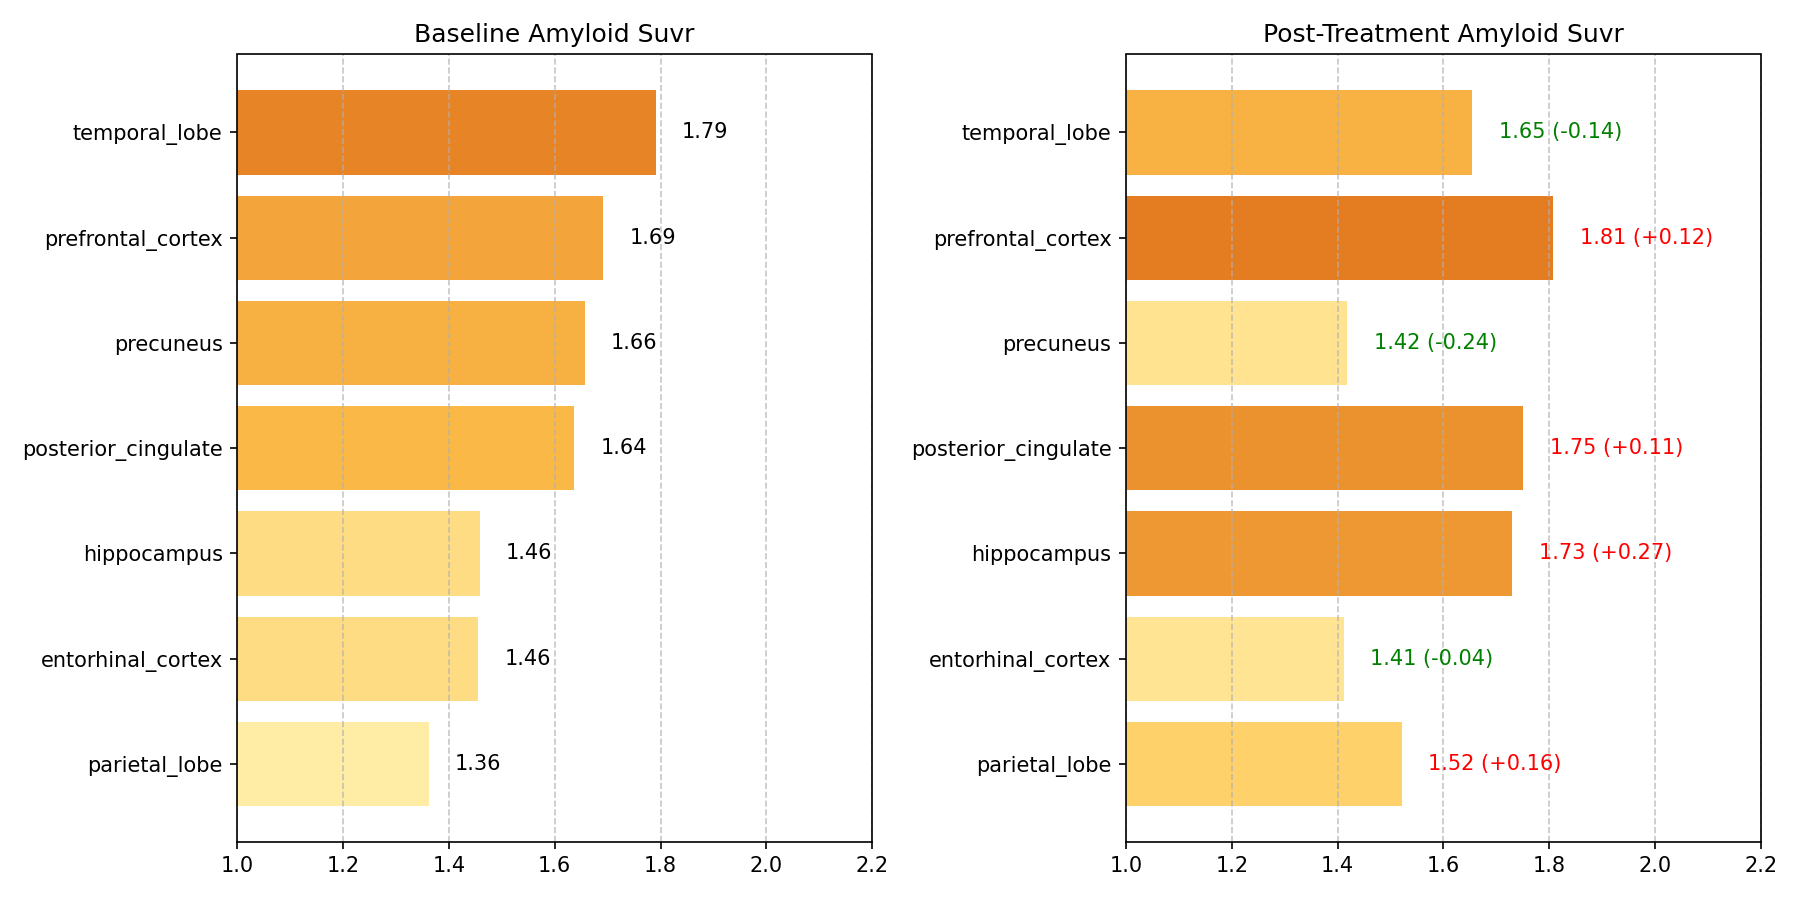 Baseline Amyloid Suvr
temporal_lobe
1.79
prefrontal_cortex
1.69
precuneus
1.66
posterior_cingulate
1.64
hippocampus
1.46
entorhinal_cortex
1.46
parietal_lobe
1.36
1.0 1.2 1.4 1.6 1.8 2.0 2.2
Post-Treatment Amyloid Suvr
temporal_lobe
1.65 (-0.14)
prefrontal_cortex
1.81 (+0.12)
precuneus
1.42 (-0.24)
posterior_cingulate
1.75 (+0.11)
hippocampus
1.73 (+0.27)
entorhinal_cortex
1.41 (-0.04)
parietal_lobe
1.52 (+0.16)
1.0 1.2 1.4 1.6 1.8 2.0 2.2